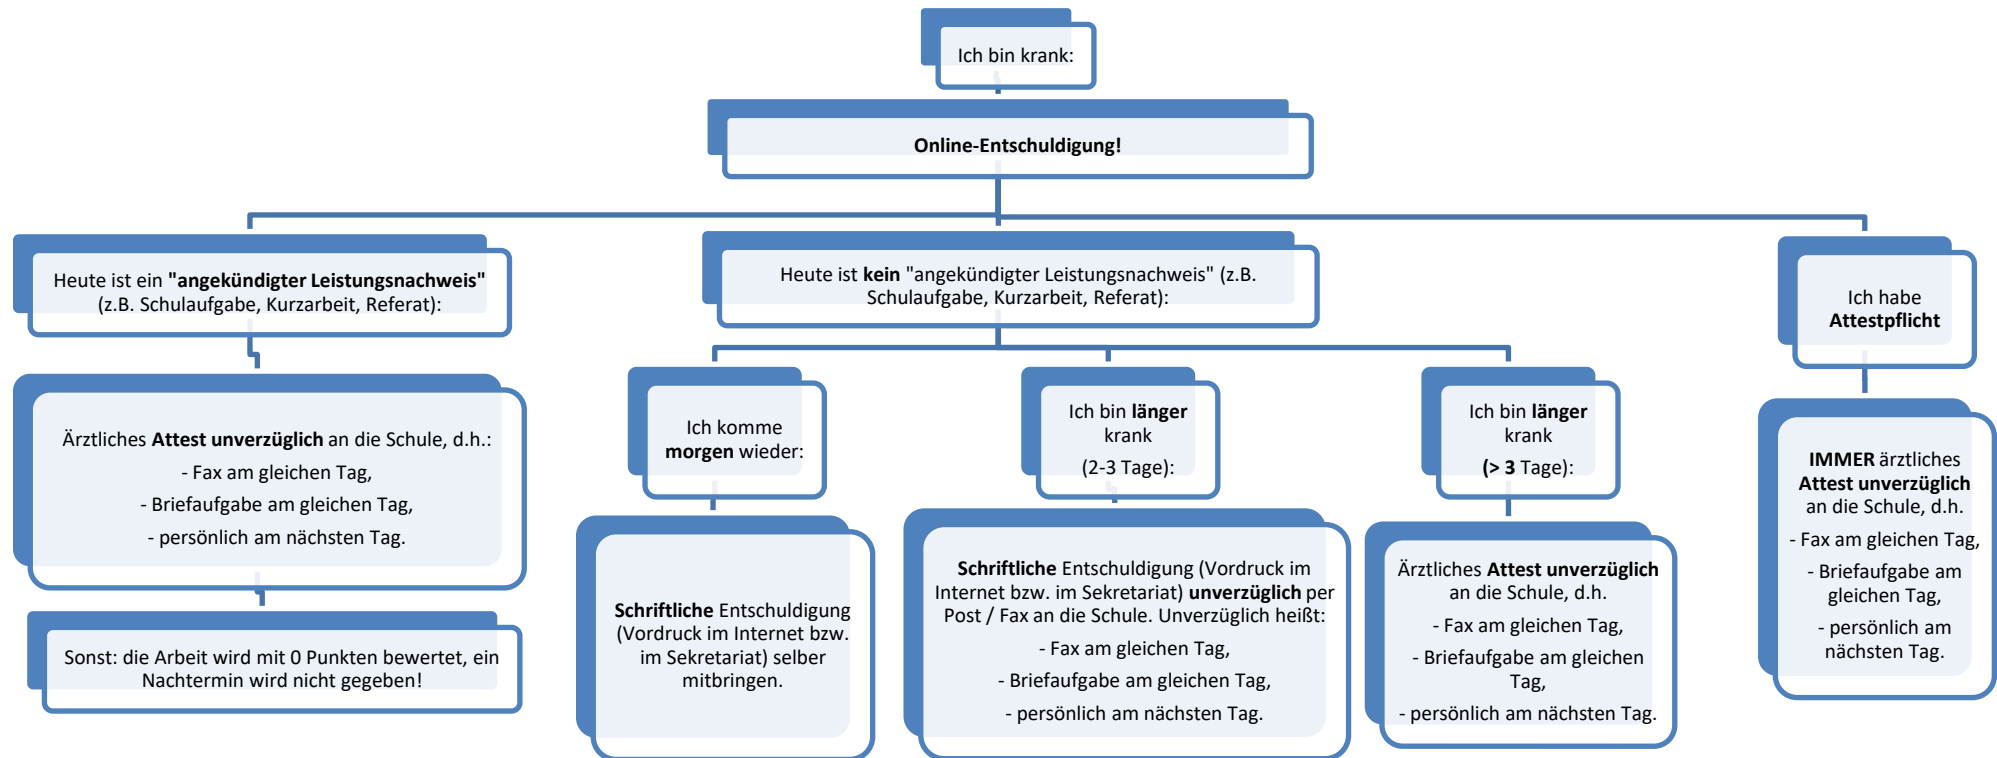 Ich bin krank:
Online-Entschuldigung!
Heute ist ein "angekündigter Leistungsnachweis"
(z.B. Schulaufgabe, Kurzarbeit, Referat):
Heute ist kein "angekündigter Leistungsnachweis" (z.B.
Schulaufgabe, Kurzarbeit, Referat):
Ich habe
Attestpflicht
Ärztliches Attest unverzüglich an die Schule, d.h.:
- Fax am gleichen Tag,
- Briefaufgabe am gleichen Tag,
- persönlich am nächsten Tag.
Sonst: die Arbeit wird mit 0 Punkten bewertet, ein
Nachtermin wird nicht gegeben!
Ich komme
morgen wieder:
Schriftliche Entschuldigung
(Vordruck im Internet bzw.
im Sekretariat) selber
mitbringen.
Ich bin länger
krank
(2-3 Tage):
Schriftliche Entschuldigung (Vordruck im
Internet bzw. im Sekretariat) unverzüglich per
Post / Fax an die Schule. Unverzüglich heißt:
- Fax am gleichen Tag,
- Briefaufgabe am gleichen Tag,
- persönlich am nächsten Tag.
Ich bin länger
krank
(> 3 Tage):
Ärztliches Attest unverzüglich
an die Schule, d.h.
- Fax am gleichen Tag,
- Briefaufgabe am gleichen
Tag,
- persönlich am nächsten Tag.
IMMER ärztliches
Attest unverzüglich
an die Schule, d.h.
- Fax am gleichen Tag,
- Briefaufgabe am
gleichen Tag,
- persönlich am
nächsten Tag.